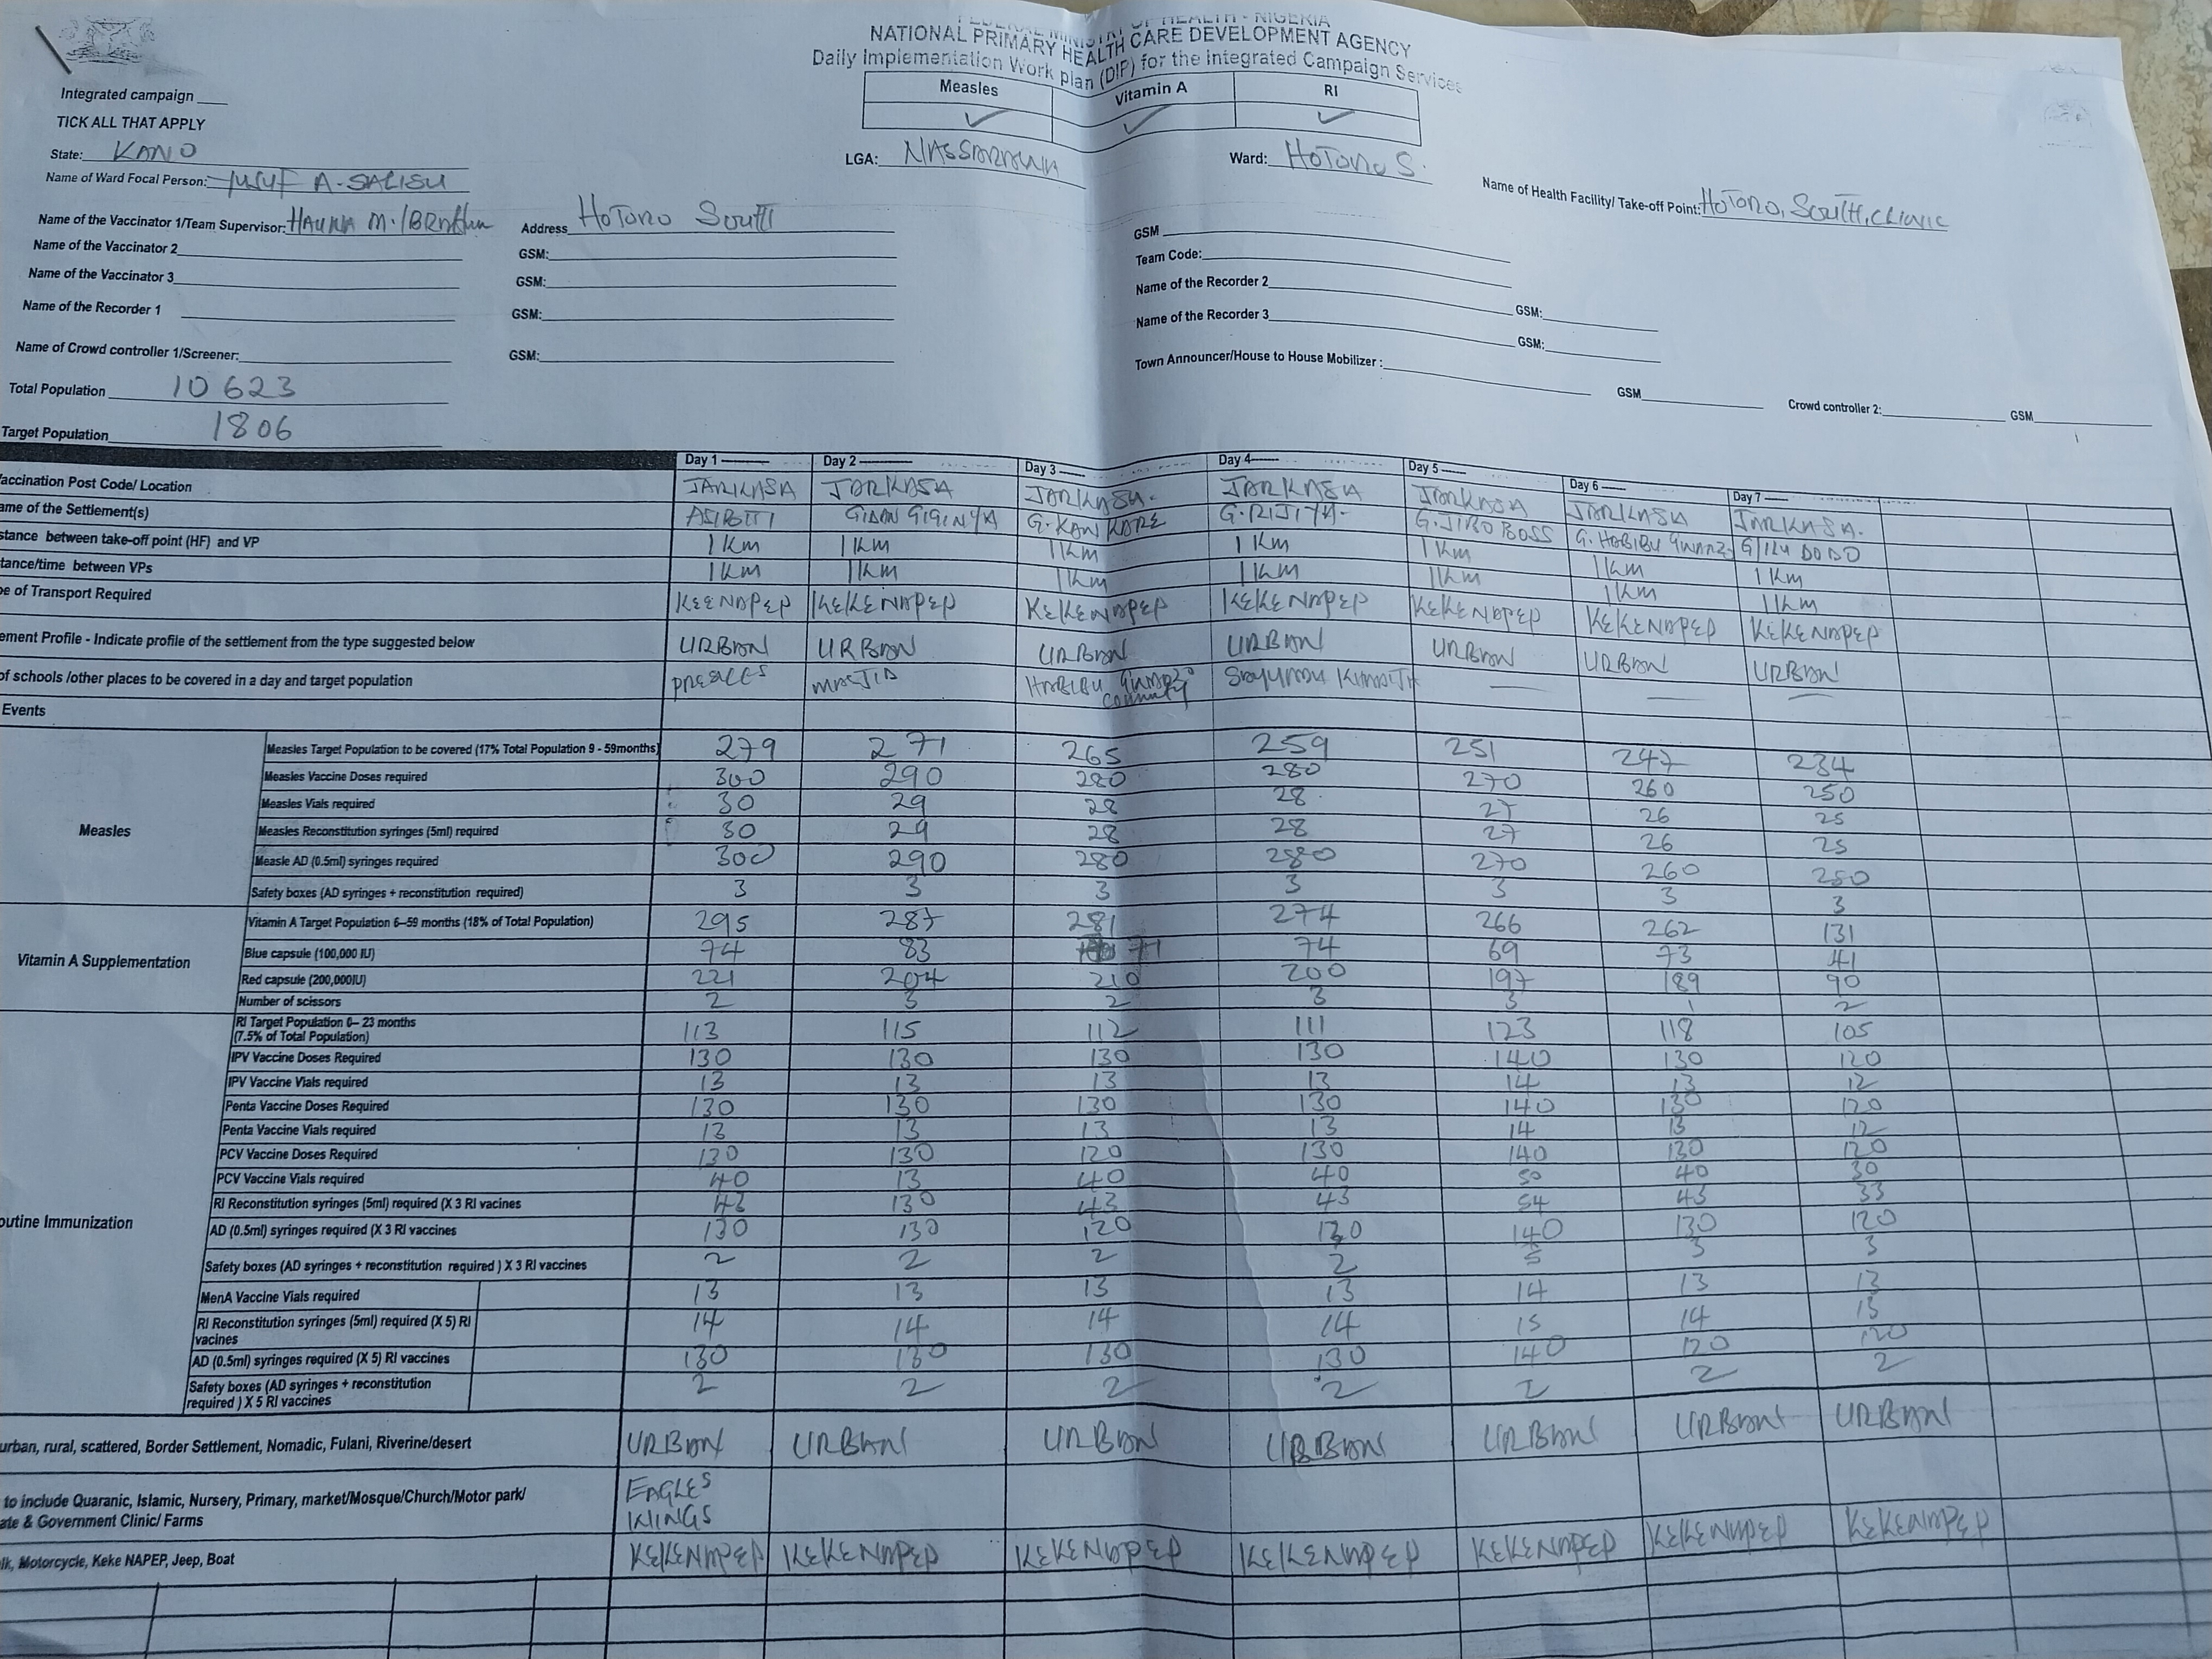 FEDERAL MINISTRY OF HEALTH - NIGERIA
NATIONAL PRIMARY HEALTH CARE DEVELOPMENT AGENCY
Daily Implementation Work plan (DIP) for the Integrated Campaign Services
Measles Vitamin A RI
✓ ✓ ✓
Integrated campaign
TICK ALL THAT APPLY
State: KANO LGA: NASSARAWA Ward: HOTORO S.
Name of Ward Focal Person: YUSUF A. SALISU Name of Health Facility/ Take-off Point: HOTORO, SOUTH, CLINIC
Name of the Vaccinator 1/Team Supervisor: HAUWA M. IBRAHIM Address HOTORO SOUTH GSM
Name of the Vaccinator 2 GSM: Team Code:
Name of the Vaccinator 3 GSM: Name of the Recorder 2 GSM:
Name of the Recorder 1 GSM: Name of the Recorder 3 GSM:
Name of Crowd controller 1/Screener: GSM: Town Announcer/House to House Mobilizer : GSM Crowd controller 2: GSM
Total Population 10623
Target Population 1806
Day 1 Day 2 Day 3 Day 4 Day 5 Day 6 Day 7
accination Post Code/ Location JARKASA JARKASA JARKASA. JARKASA JARKASA JARKASA JARKASA.
ame of the Settlement(s) GIDAN GIGINYA G. KAN KARE G. RIJIYA. G. JIBO BOSS G. HABIBU GWARZ G/ILU DODO
stance between take-off point (HF) and VP 1Km 1Km 1Km 1Km 1Km 1Km 1Km
tance/time between VPs 1Km 1Km 1Km 1Km 1Km 1Km 1Km
pe of Transport Required KEENAPEP KEKENAPEP KEKENAPEP KEKENAPEP KEKENAPEP KEKENAPEP KEKENAPEP
ement Profile - Indicate profile of the settlement from the type suggested below URBAN URBAN URBAN URBAN URBAN URBAN URBAN
of schools /other places to be covered in a day and target population MASJID HABIBU GWARZO
Events
Measles
Measles Target Population to be covered (17% Total Population 9 - 59months) 279 271 265 259 251 247 234
Measles Vaccine Doses required 300 290 280 280 270 260 250
Measles Vials required 30 29 28 28 27 26 25
Measles Reconstitution syringes (5ml) required 30 29 28 28 27 26 25
Measle AD (0.5ml) syringes required 300 290 280 280 270 260 250
Safety boxes (AD syringes + reconstitution required) 3 3 3 3 3 3 3
Vitamin A Supplementation
Vitamin A Target Population 6–59 months (18% of Total Population) 295 287 281 274 266 262 131
Blue capsule (100,000 IU) 74 83 71 74 69 73 41
Red capsule (200,000IU) 221 204 210 200 197 189 90
Number of scissors 2 3 2 3 3 1 2
outine Immunization
RI Target Population 0– 23 months (7.5% of Total Population) 113 115 112 111 123 118 105
IPV Vaccine Doses Required 130 130 130 130 140 130 120
IPV Vaccine Vials required 13 13 13 13 14 13 12
Penta Vaccine Doses Required 130 130 130 130 140 130 120
Penta Vaccine Vials required 13 13 13 13 14 13 12
PCV Vaccine Doses Required 130 130 120 130 140 130 120
PCV Vaccine Vials required 40 13 40 40 50 40 30
RI Reconstitution syringes (5ml) required (X 3 RI vacines 43 130 43 43 54 43 33
AD (0.5ml) syringes required (X 3 RI vaccines 130 130 120 130 140 130 120
Safety boxes (AD syringes + reconstitution required ) X 3 RI vaccines 2 2 2 2 3 3
MenA Vaccine Vials required 13 13 13 13 14 13 13
RI Reconstitution syringes (5ml) required (X 5) RI
vacines 14 14 14 14 15 14 13
AD (0.5ml) syringes required (X 5) RI vaccines 130 130 130 130 140 120 120
Safety boxes (AD syringes + reconstitution
required ) X 5 RI vaccines 2 2 2 2 2 2 2
urban, rural, scattered, Border Settlement, Nomadic, Fulani, Riverine/desert URBAN URBAN URBAN URBAN URBAN URBAN URBAN
to include Quaranic, Islamic, Nursery, Primary, market/Mosque/Church/Motor park/ EAGLES
ate & Government Clinic/ Farms KINGS
lk, Motorcycle, Keke NAPEP, Jeep, Boat KEKENAPEP KEKENAPEP KEKENAPEP KEKENAPEP KEKENAPEP KEKENAPEP KEKENAPEP